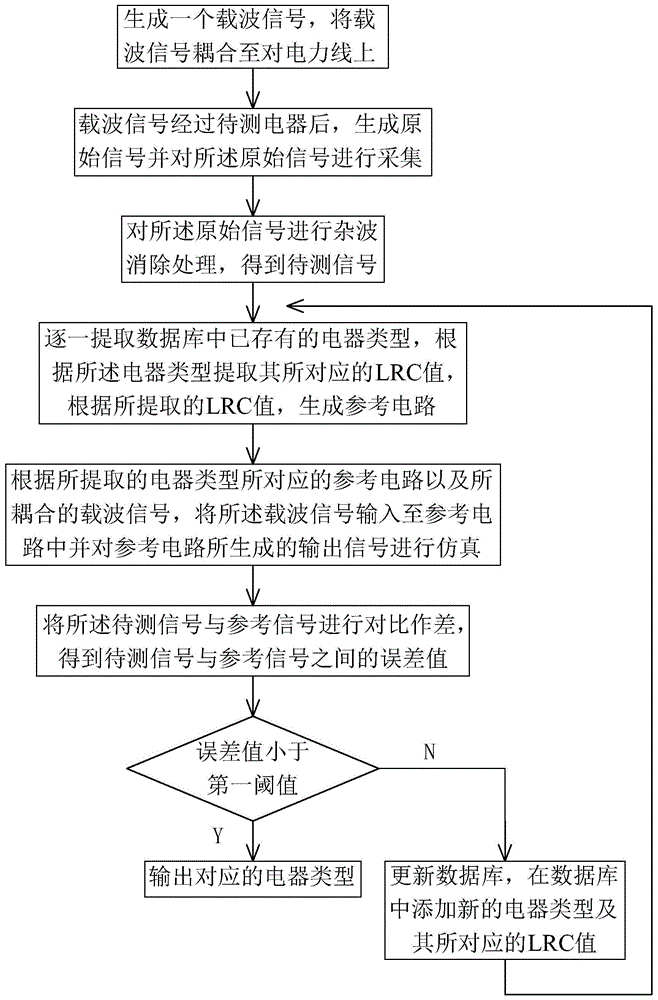 生成一个载波信号，将载
波信号耦合至对电力线上
载波信号经过待测电器后，生成原
始信号并对所述原始信号进行采集
对所述原始信号进行杂波
消除处理，得到待测信号
逐一提取数据库中已存有的电器类型，根
据所述电器类型提取其所对应的LRC值，
根据所提取的LRC值，生成参考电路
根据所提取的电器类型所对应的参考电路以及所
耦合的载波信号，将所述载波信号输入至参考电
路中并对参考电路所生成的输出信号进行仿真
将所述待测信号与参考信号进行对比作差，
得到待测信号与参考信号之间的误差值
误差值小于
第一阈值
N
Y
输出对应的电器类型
更新数据库，在数据库
中添加新的电器类型及
其所对应的LRC值